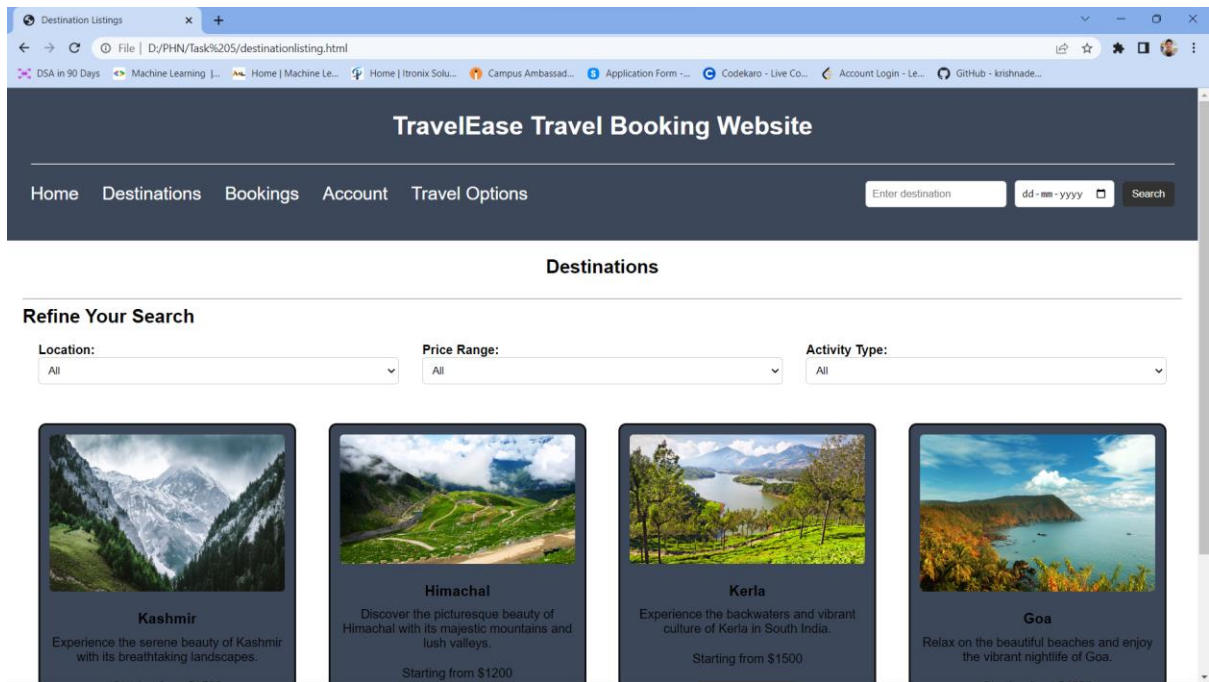 Destination Listings
File | D:/PHN/Task%205/destinationlisting.html
DSA in 90 Days Machine Learning |... Home | Machine Le... Home | Itronix Solu... Campus Ambassad... Application Form -... Codekaro - Live Co... Account Login - Le... GitHub - krishnade...
TravelEase Travel Booking Website
Home Destinations Bookings Account Travel Options Enter destination dd-mm-yyyy Search
Destinations
Refine Your Search
Location: Price Range: Activity Type:
All All All
Kashmir
Experience the serene beauty of Kashmir
with its breathtaking landscapes.
Himachal
Discover the picturesque beauty of
Himachal with its majestic mountains and
lush valleys.
Starting from $1200
Kerla
Experience the backwaters and vibrant
culture of Kerla in South India.
Starting from $1500
Goa
Relax on the beautiful beaches and enjoy
the vibrant nightlife of Goa.